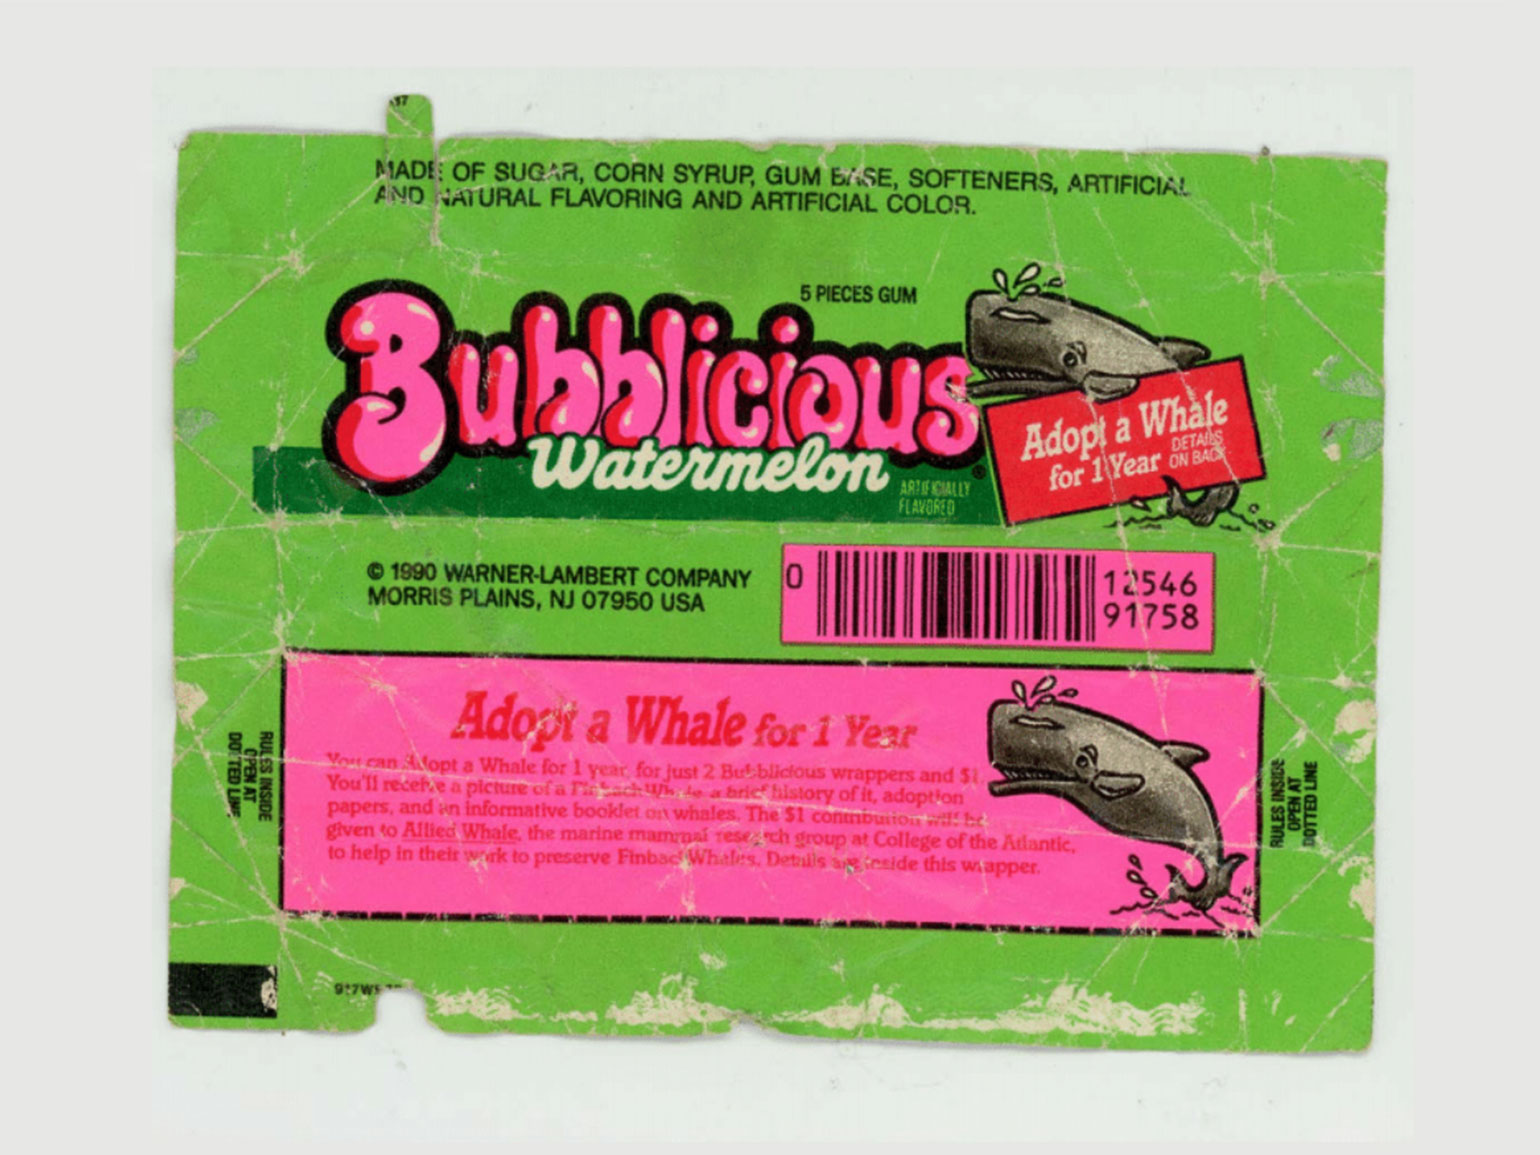 37
MADE OF SUGAR, CORN SYRUP, GUM BASE, SOFTENERS, ARTIFICIAL
AND NATURAL FLAVORING AND ARTIFICIAL COLOR.
5 PIECES GUM
Bubblicious
Watermelon
ARTIFICIALLY
FLAVORED
®
Adopt a Whale
for 1 Year
DETAILS
ON BACK
© 1990 WARNER-LAMBERT COMPANY
MORRIS PLAINS, NJ 07950 USA
0
12546
91758
Adopt a Whale for 1 Year
You can Adopt a Whale for 1 year, for just 2 Bubblicious wrappers and $1.
You'll receive a picture of a Finback Whale, a brief history of it, adoption
papers, and an informative booklet on whales. The $1 contribution will be
given to Allied Whale, the marine mammal research group at College of the Atlantic,
to help in their work to preserve Finback Whales. Details are inside this wrapper.
RULES INSIDE
OPEN AT
DOTTED LINE
RULES INSIDE
OPEN AT
DOTTED LINE